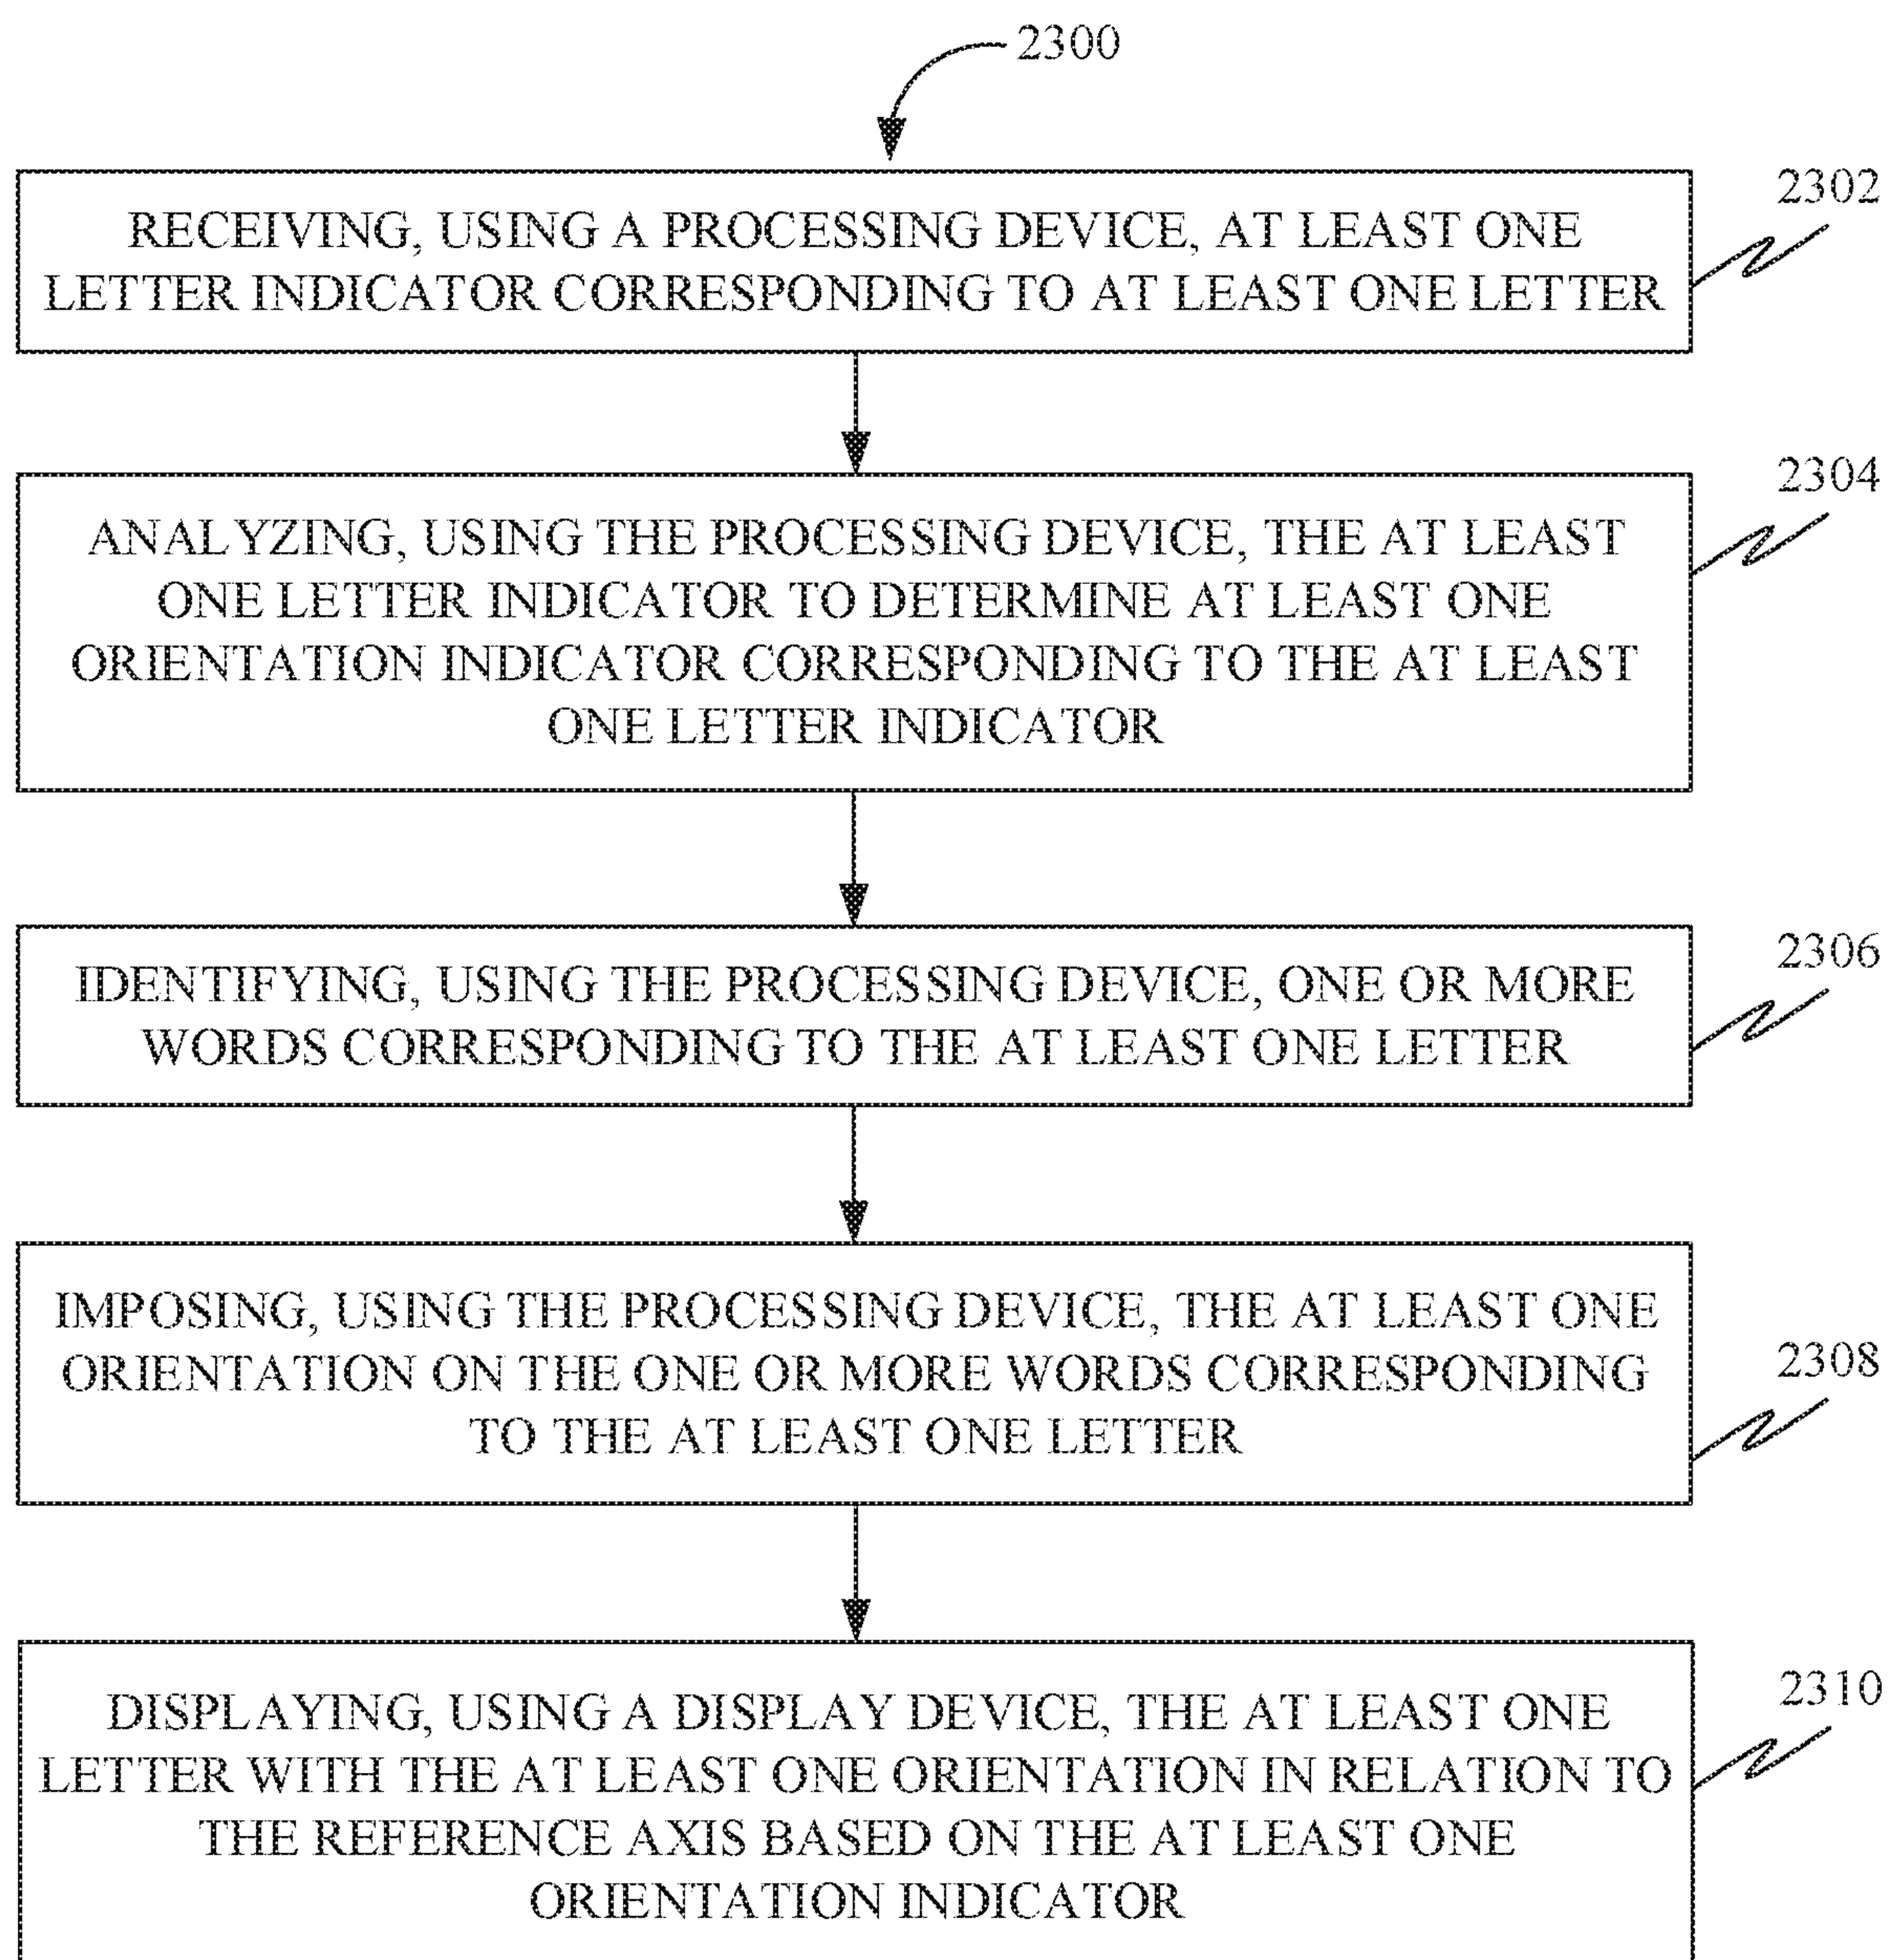 2300
RECEIVING, USING A PROCESSING DEVICE, AT LEAST ONE
LETTER INDICATOR CORRESPONDING TO AT LEAST ONE LETTER
2302
ANALYZING, USING THE PROCESSING DEVICE, THE AT LEAST
ONE LETTER INDICATOR TO DETERMINE AT LEAST ONE
ORIENTATION INDICATOR CORRESPONDING TO THE AT LEAST
ONE LETTER INDICATOR
2304
IDENTIFYING, USING THE PROCESSING DEVICE, ONE OR MORE
WORDS CORRESPONDING TO THE AT LEAST ONE LETTER
2306
IMPOSING, USING THE PROCESSING DEVICE, THE AT LEAST ONE
ORIENTATION ON THE ONE OR MORE WORDS CORRESPONDING
TO THE AT LEAST ONE LETTER
2308
DISPLAYING, USING A DISPLAY DEVICE, THE AT LEAST ONE
LETTER WITH THE AT LEAST ONE ORIENTATION IN RELATION TO
THE REFERENCE AXIS BASED ON THE AT LEAST ONE
ORIENTATION INDICATOR
2310